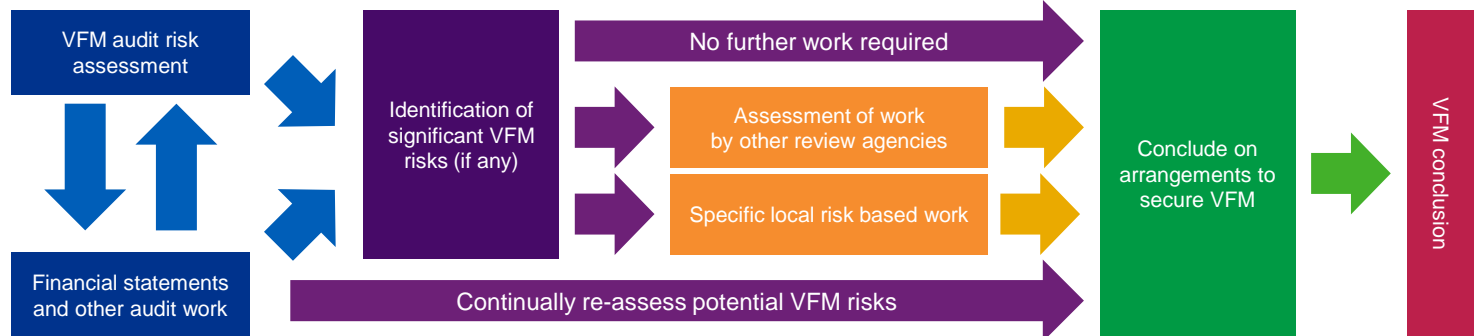 VFM audit risk
assessment
Financial statements
and other audit work
Identification of
significant VFM
risks (if any)
No further work required
Assessment of work
by other review agencies
Specific local risk based work
Continually re-assess potential VFM risks
Conclude on
arrangements to
secure VFM
VFM conclusion